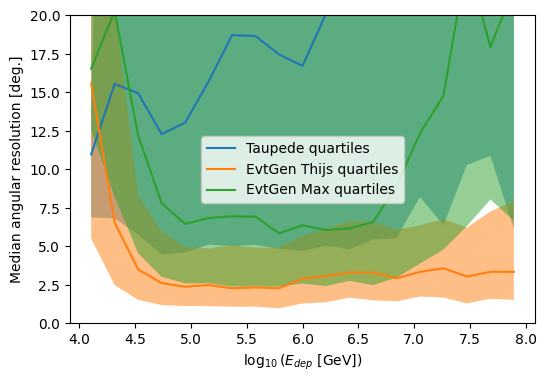 20.0
17.5
15.0
12.5
10.0
7.5
5.0
2.5
0.0
Median angular resolution [deg.]
Taupede quartiles
EvtGen Thijs quartiles
EvtGen Max quartiles
4.0 4.5 5.0 5.5 6.0 6.5 7.0 7.5 8.0
log₁₀(E_dep [GeV])